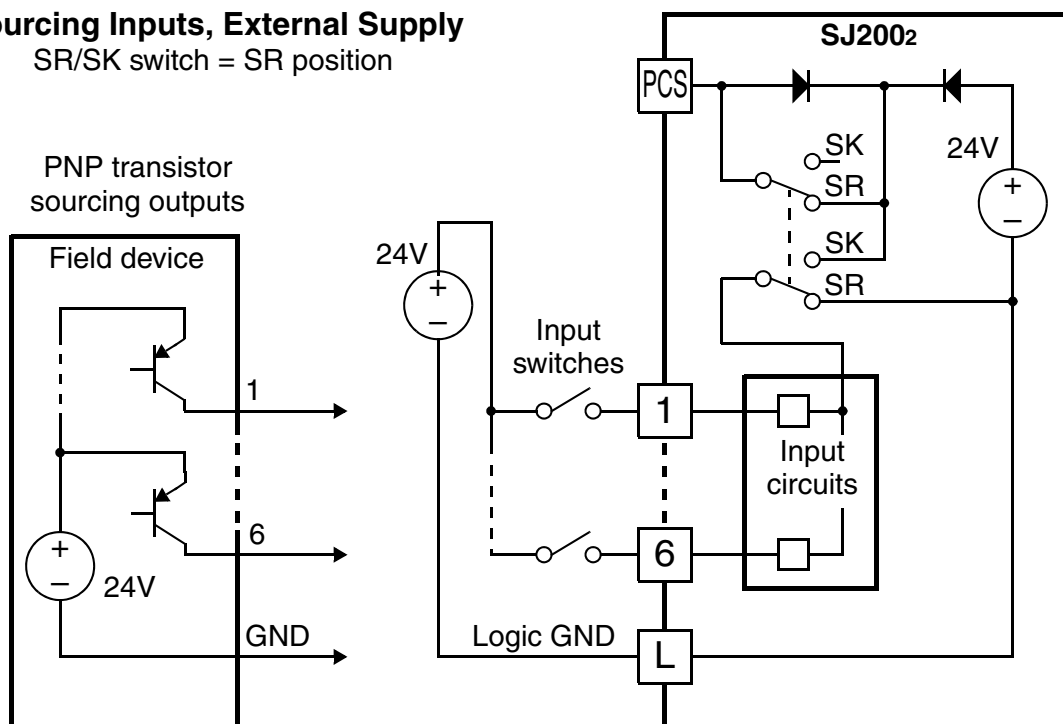 ourcing Inputs, External Supply
SR/SK switch = SR position
SJ2002
PCS
SK
SR
24V
+
–
SK
SR
PNP transistor
sourcing outputs
Field device
1
6
+
–
24V
GND
24V
+
–
Input
switches
1
6
Input
circuits
Logic GND
L